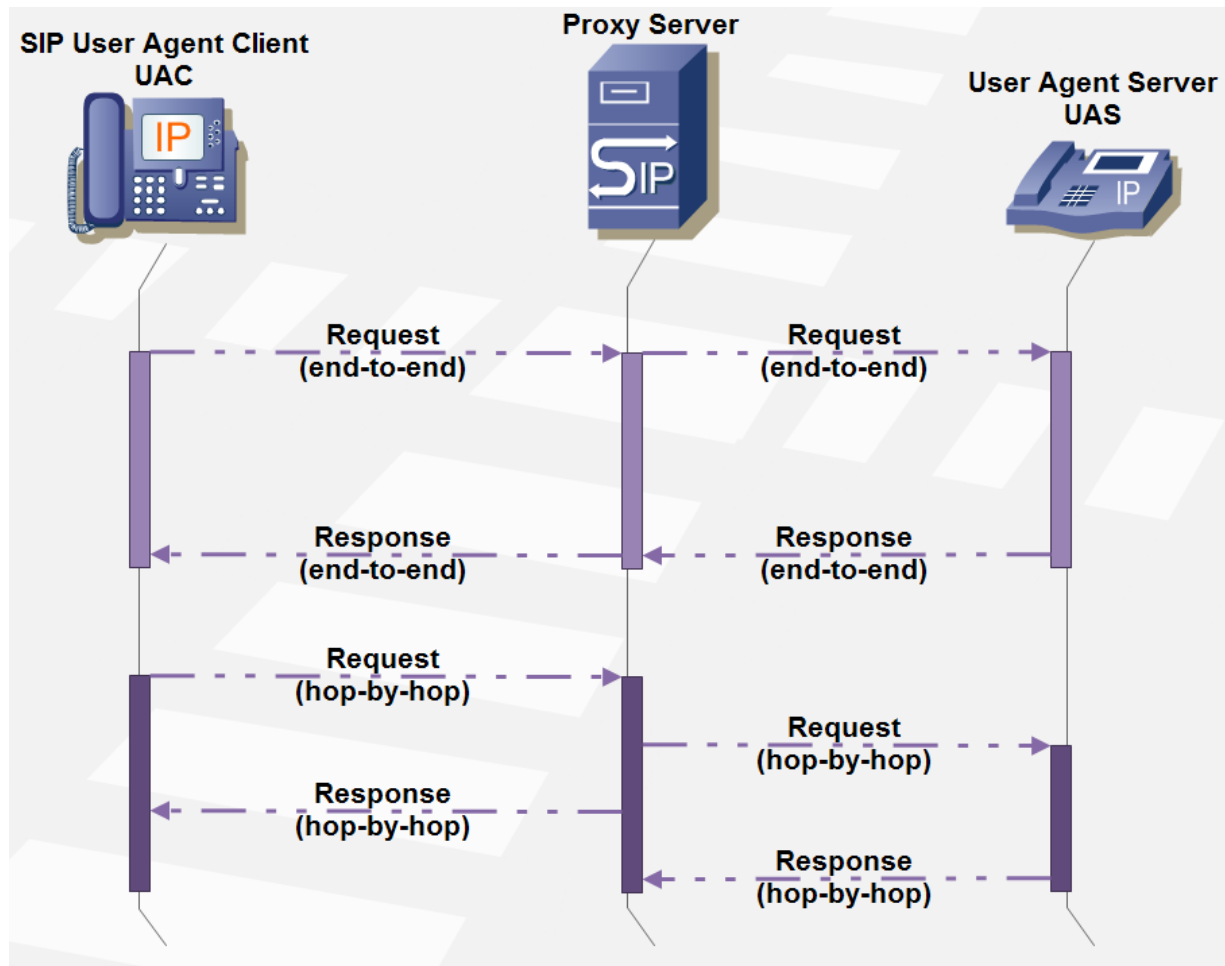 Proxy Server
SIP User Agent Client
UAC
User Agent Server
UAS
IP
SIP
IP
Request
(end-to-end)
Request
(end-to-end)
Response
(end-to-end)
Response
(end-to-end)
Request
(hop-by-hop)
Request
(hop-by-hop)
Response
(hop-by-hop)
Response
(hop-by-hop)